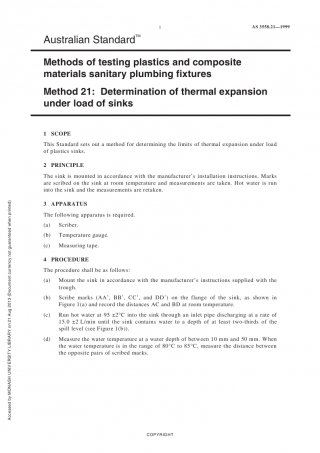 1
AS 3558.21—1999
Australian Standard™
Methods of testing plastics and composite
materials sanitary plumbing fixtures
Method 21: Determination of thermal expansion
under load of sinks
1 SCOPE
This Standard sets out a method for determining the limits of thermal expansion under load
of plastics sinks.
2 PRINCIPLE
The sink is mounted in accordance with the manufacturer's installation instructions. Marks
are scribed on the sink at room temperature and measurements are taken. Hot water is run
into the sink and the measurements are retaken.
3 APPARATUS
The following apparatus is required.
(a) Scriber.
(b) Temperature gauge.
(c) Measuring tape.
4 PROCEDURE
The procedure shall be as follows:
(a) Mount the sink in accordance with the manufacturer's instructions supplied with the
trough.
(b) Scribe marks (AA', BB', CC', and DD') on the flange of the sink, as shown in
Figure 1(a) and record the distances AC and BD at room temperature.
(c) Run hot water at 95 ±2°C into the sink through an inlet pipe discharging at a rate of
15.0 ±2 L/min until the sink contains water to a depth of at least two-thirds of the
spill level (see Figure 1(b)).
(d) Measure the water temperature at a water depth of between 10 mm and 50 mm. When
the water temperature is in the range of 80°C to 85°C, measure the distance between
the opposite pairs of scribed marks.
Accessed by MONASH UNIVERSITY LIBRARY on 21 Aug 2010 (Document currency not guaranteed when printed)
COPYRIGHT